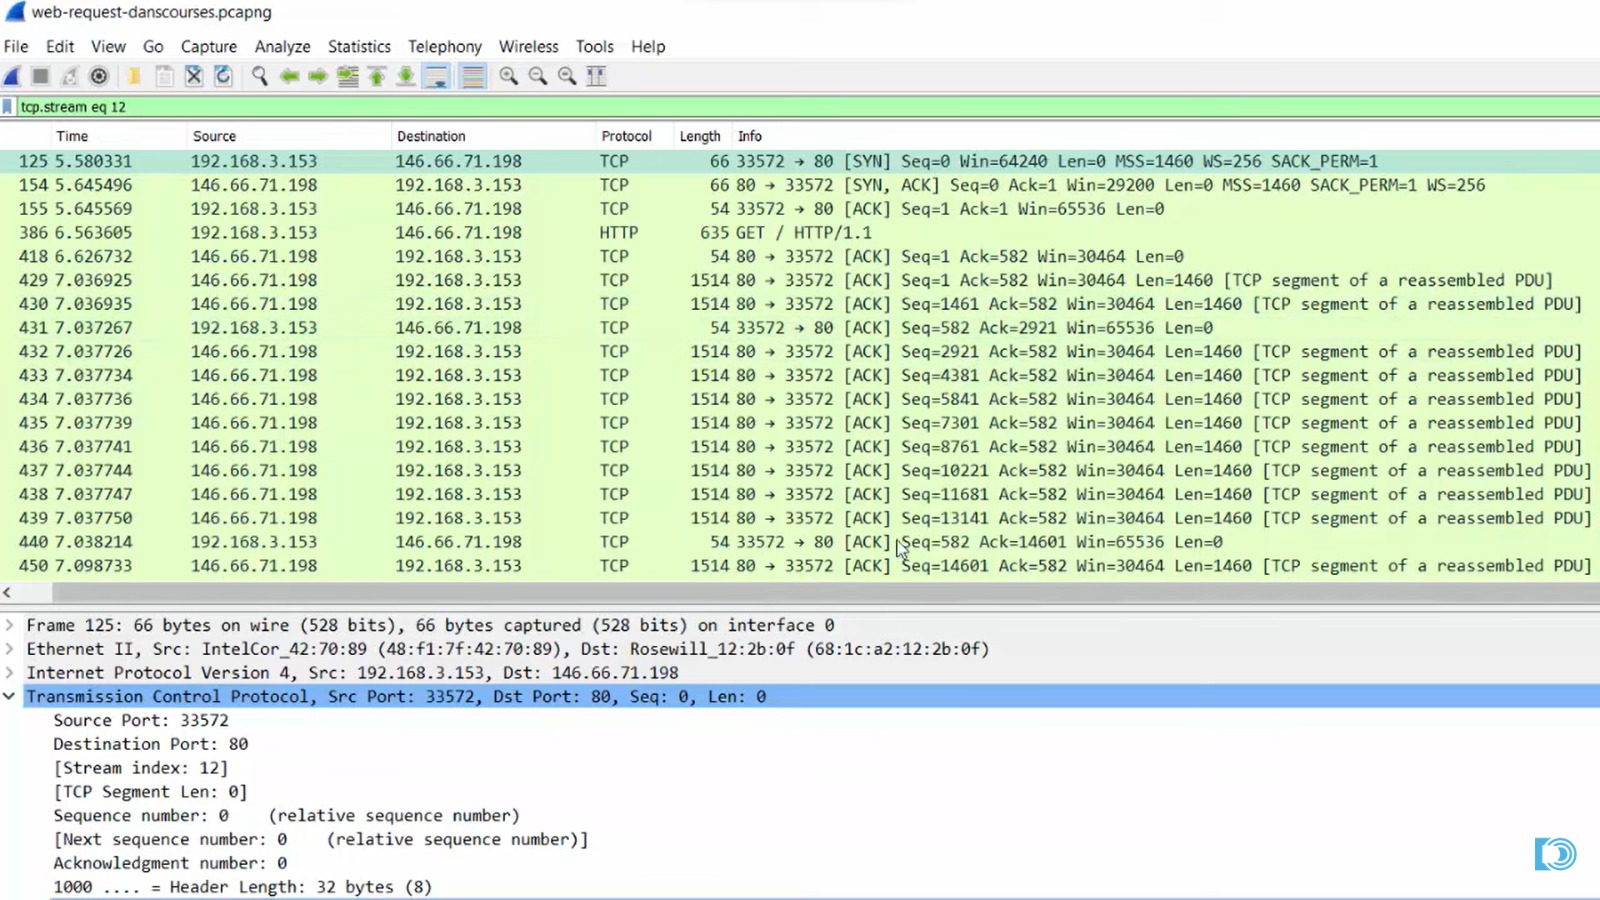 web-request-danscourses.pcapng
File Edit View Go Capture Analyze Statistics Telephony Wireless Tools Help
tcp.stream eq 12
Time Source Destination Protocol Length Info
125 5.580331 192.168.3.153 146.66.71.198 TCP 66 33572 → 80 [SYN] Seq=0 Win=64240 Len=0 MSS=1460 WS=256 SACK_PERM=1
154 5.645496 146.66.71.198 192.168.3.153 TCP 66 80 → 33572 [SYN, ACK] Seq=0 Ack=1 Win=29200 Len=0 MSS=1460 SACK_PERM=1 WS=256
155 5.645569 192.168.3.153 146.66.71.198 TCP 54 33572 → 80 [ACK] Seq=1 Ack=1 Win=65536 Len=0
386 6.563605 192.168.3.153 146.66.71.198 HTTP 635 GET / HTTP/1.1
418 6.626732 146.66.71.198 192.168.3.153 TCP 54 80 → 33572 [ACK] Seq=1 Ack=582 Win=30464 Len=0
429 7.036925 146.66.71.198 192.168.3.153 TCP 1514 80 → 33572 [ACK] Seq=1 Ack=582 Win=30464 Len=1460 [TCP segment of a reassembled PDU]
430 7.036935 146.66.71.198 192.168.3.153 TCP 1514 80 → 33572 [ACK] Seq=1461 Ack=582 Win=30464 Len=1460 [TCP segment of a reassembled PDU]
431 7.037267 192.168.3.153 146.66.71.198 TCP 54 33572 → 80 [ACK] Seq=582 Ack=2921 Win=65536 Len=0
432 7.037726 146.66.71.198 192.168.3.153 TCP 1514 80 → 33572 [ACK] Seq=2921 Ack=582 Win=30464 Len=1460 [TCP segment of a reassembled PDU]
433 7.037734 146.66.71.198 192.168.3.153 TCP 1514 80 → 33572 [ACK] Seq=4381 Ack=582 Win=30464 Len=1460 [TCP segment of a reassembled PDU]
434 7.037736 146.66.71.198 192.168.3.153 TCP 1514 80 → 33572 [ACK] Seq=5841 Ack=582 Win=30464 Len=1460 [TCP segment of a reassembled PDU]
435 7.037739 146.66.71.198 192.168.3.153 TCP 1514 80 → 33572 [ACK] Seq=7301 Ack=582 Win=30464 Len=1460 [TCP segment of a reassembled PDU]
436 7.037741 146.66.71.198 192.168.3.153 TCP 1514 80 → 33572 [ACK] Seq=8761 Ack=582 Win=30464 Len=1460 [TCP segment of a reassembled PDU]
437 7.037744 146.66.71.198 192.168.3.153 TCP 1514 80 → 33572 [ACK] Seq=10221 Ack=582 Win=30464 Len=1460 [TCP segment of a reassembled PDU]
438 7.037747 146.66.71.198 192.168.3.153 TCP 1514 80 → 33572 [ACK] Seq=11681 Ack=582 Win=30464 Len=1460 [TCP segment of a reassembled PDU]
439 7.037750 146.66.71.198 192.168.3.153 TCP 1514 80 → 33572 [ACK] Seq=13141 Ack=582 Win=30464 Len=1460 [TCP segment of a reassembled PDU]
440 7.038214 192.168.3.153 146.66.71.198 TCP 54 33572 → 80 [ACK] Seq=582 Ack=14601 Win=65536 Len=0
450 7.098733 146.66.71.198 192.168.3.153 TCP 1514 80 → 33572 [ACK] Seq=14601 Ack=582 Win=30464 Len=1460 [TCP segment of a reassembled PDU]
Frame 125: 66 bytes on wire (528 bits), 66 bytes captured (528 bits) on interface 0
Ethernet II, Src: IntelCor_42:70:89 (48:f1:7f:42:70:89), Dst: Rosewill_12:2b:0f (68:1c:a2:12:2b:0f)
Internet Protocol Version 4, Src: 192.168.3.153, Dst: 146.66.71.198
Transmission Control Protocol, Src Port: 33572, Dst Port: 80, Seq: 0, Len: 0
Source Port: 33572
Destination Port: 80
[Stream index: 12]
[TCP Segment Len: 0]
Sequence number: 0 (relative sequence number)
[Next sequence number: 0 (relative sequence number)]
Acknowledgment number: 0
1000 .... = Header Length: 32 bytes (8)